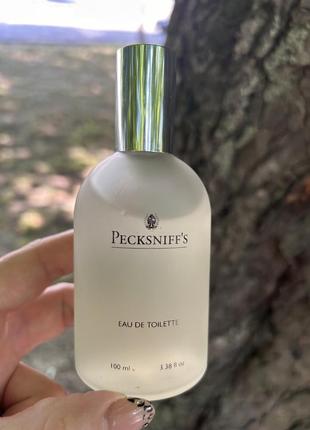 PECKSNIFF'S
EAU DE TOILETTE
100 ml e 3.38 fl oz